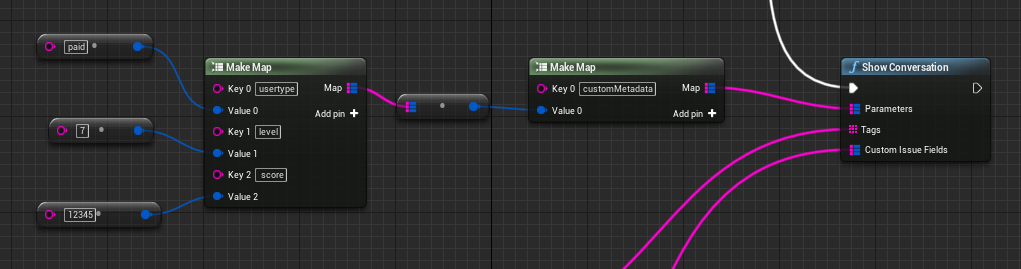 paid
7
12345
Make Map
Key 0 usertype Map
Value 0 Add pin
Key 1 level
Value 1
Key 2 score
Value 2
Make Map
Key 0 customMetadata Map
Value 0 Add pin
Show Conversation
Parameters
Tags
Custom Issue Fields